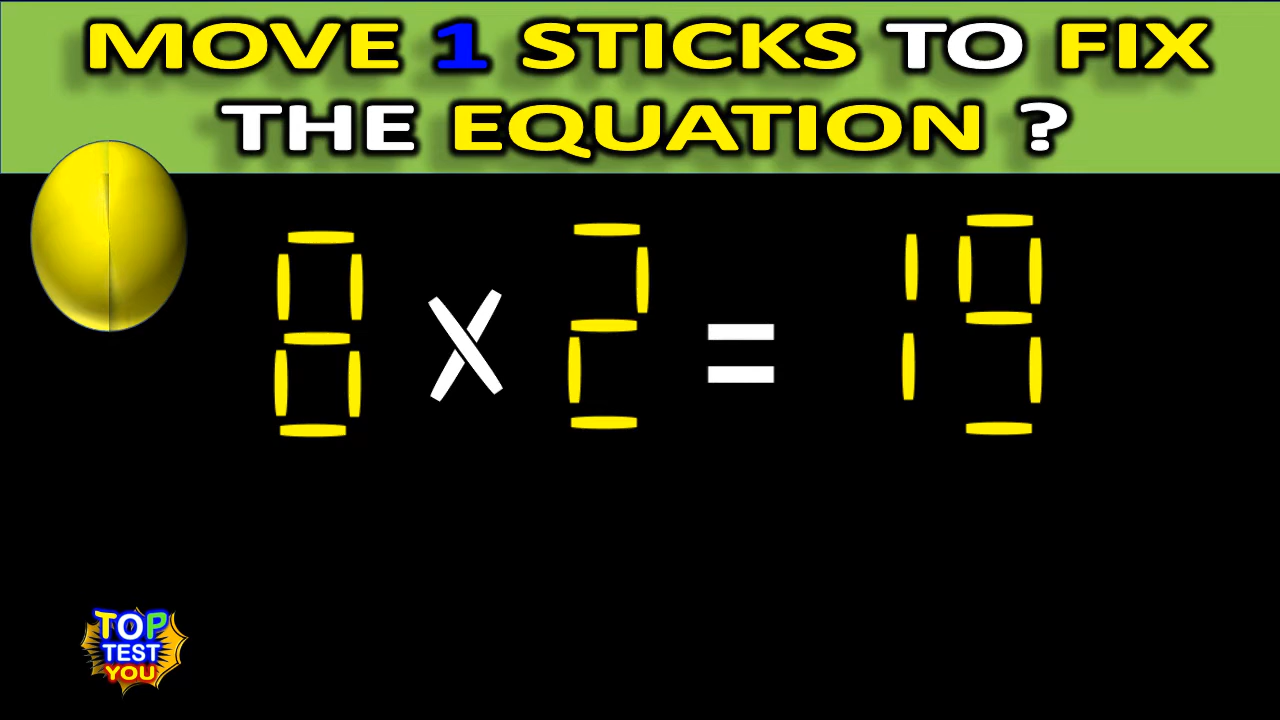 MOVE 1 STICKS TO FIX
THE EQUATION ?
8 X 2 = 19
TOP
TEST
YOU